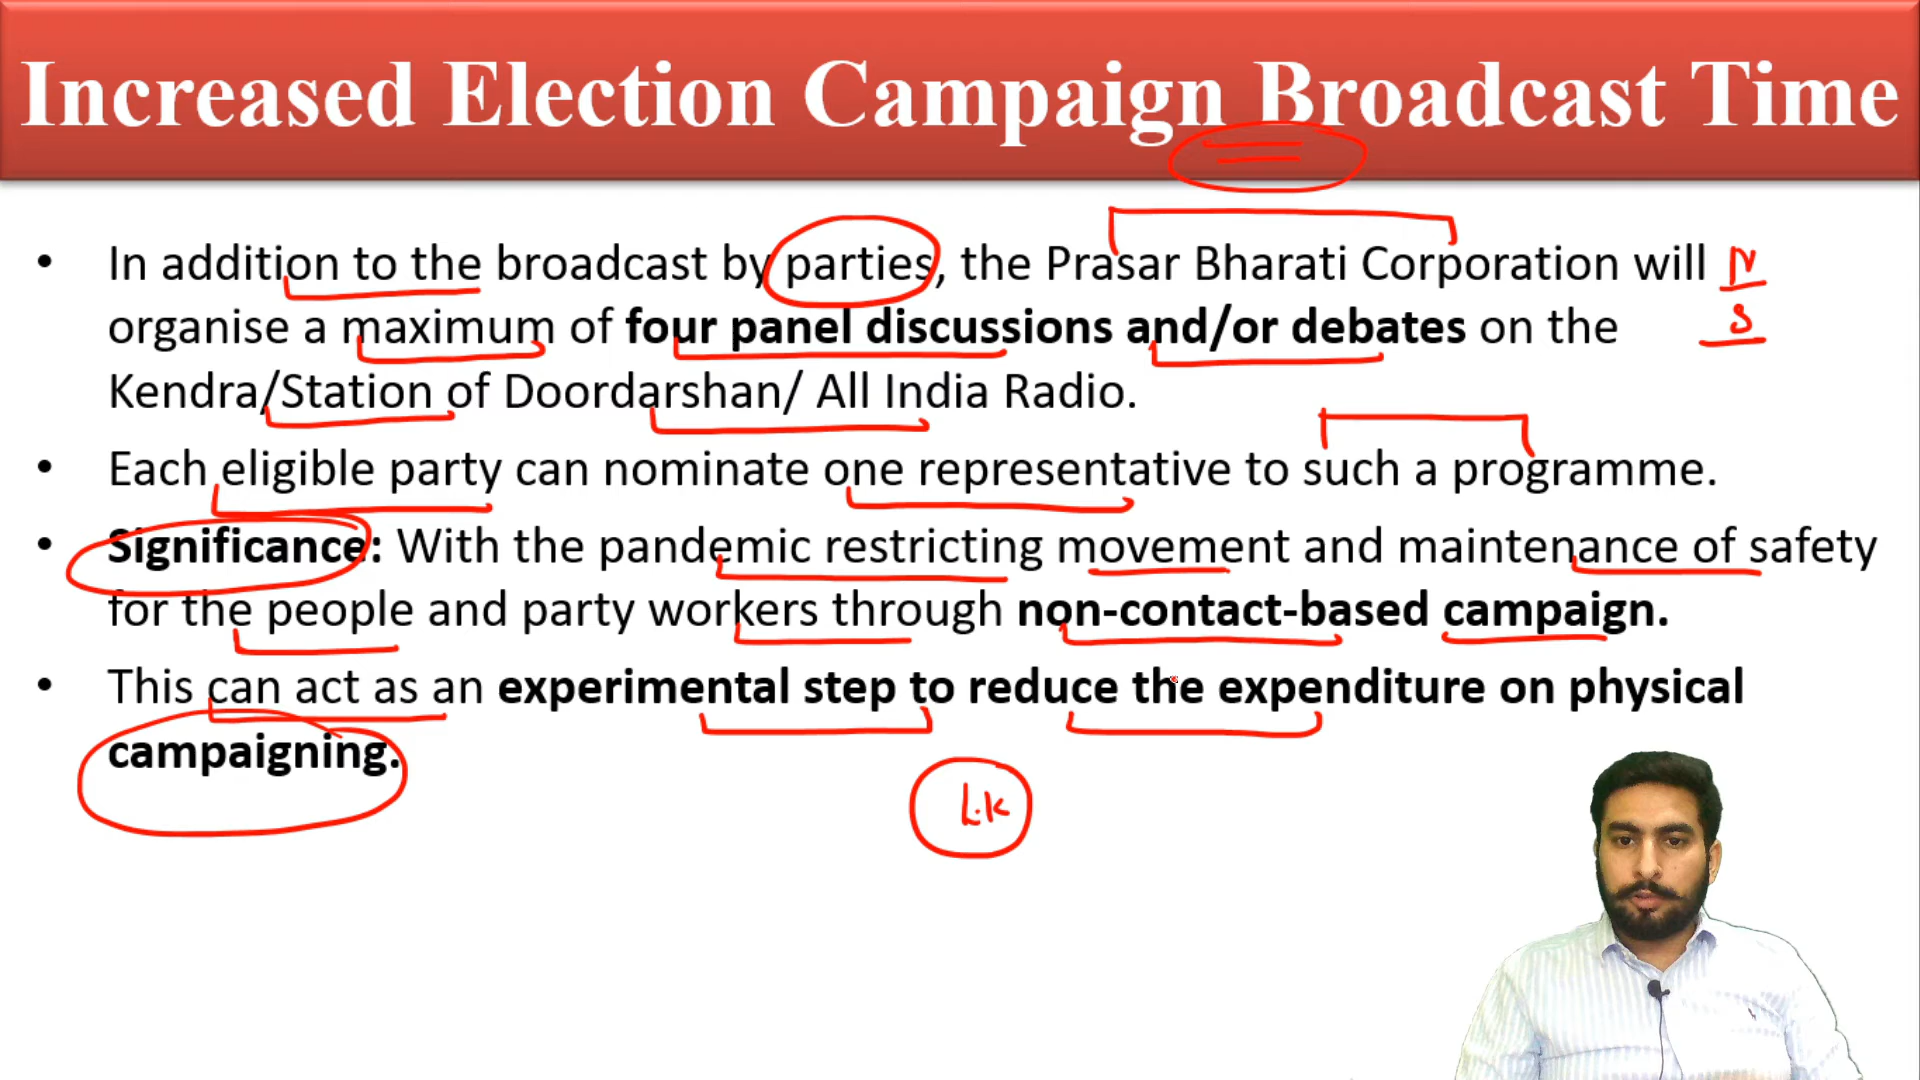 Increased Election Campaign Broadcast Time
• In addition to the broadcast by parties, the Prasar Bharati Corporation will N
organise a maximum of four panel discussions and/or debates on the S
Kendra/Station of Doordarshan/ All India Radio.
• Each eligible party can nominate one representative to such a programme.
• Significance: With the pandemic restricting movement and maintenance of safety
for the people and party workers through non-contact-based campaign.
• This can act as an experimental step to reduce the expenditure on physical
campaigning.